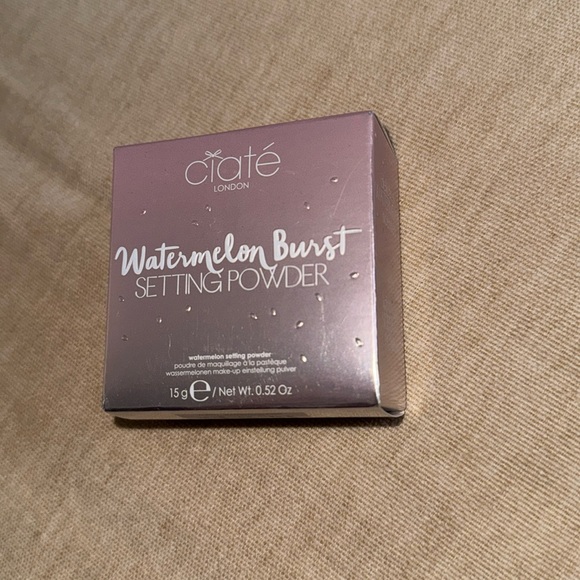 ciaté
LONDON
Watermelon Burst
SETTING POWDER
watermelon setting powder
poudre de maquillage à la pastèque
wassermelonen make-up einstellung pulver
15 g ℮ / Net Wt. 0.52 Oz